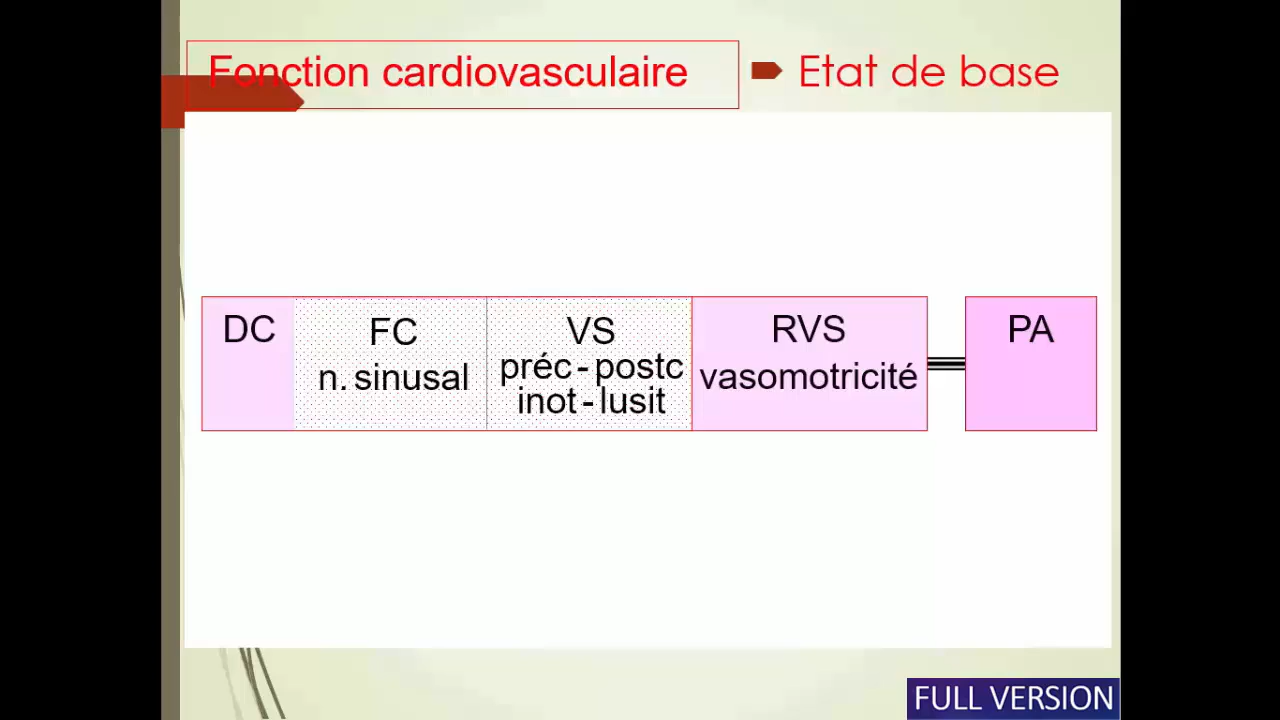 Fonction cardiovasculaire
Etat de base
DC
FC
n. sinusal
VS
préc - postc
inot - lusit
RVS
vasomotricité
PA
FULL VERSION